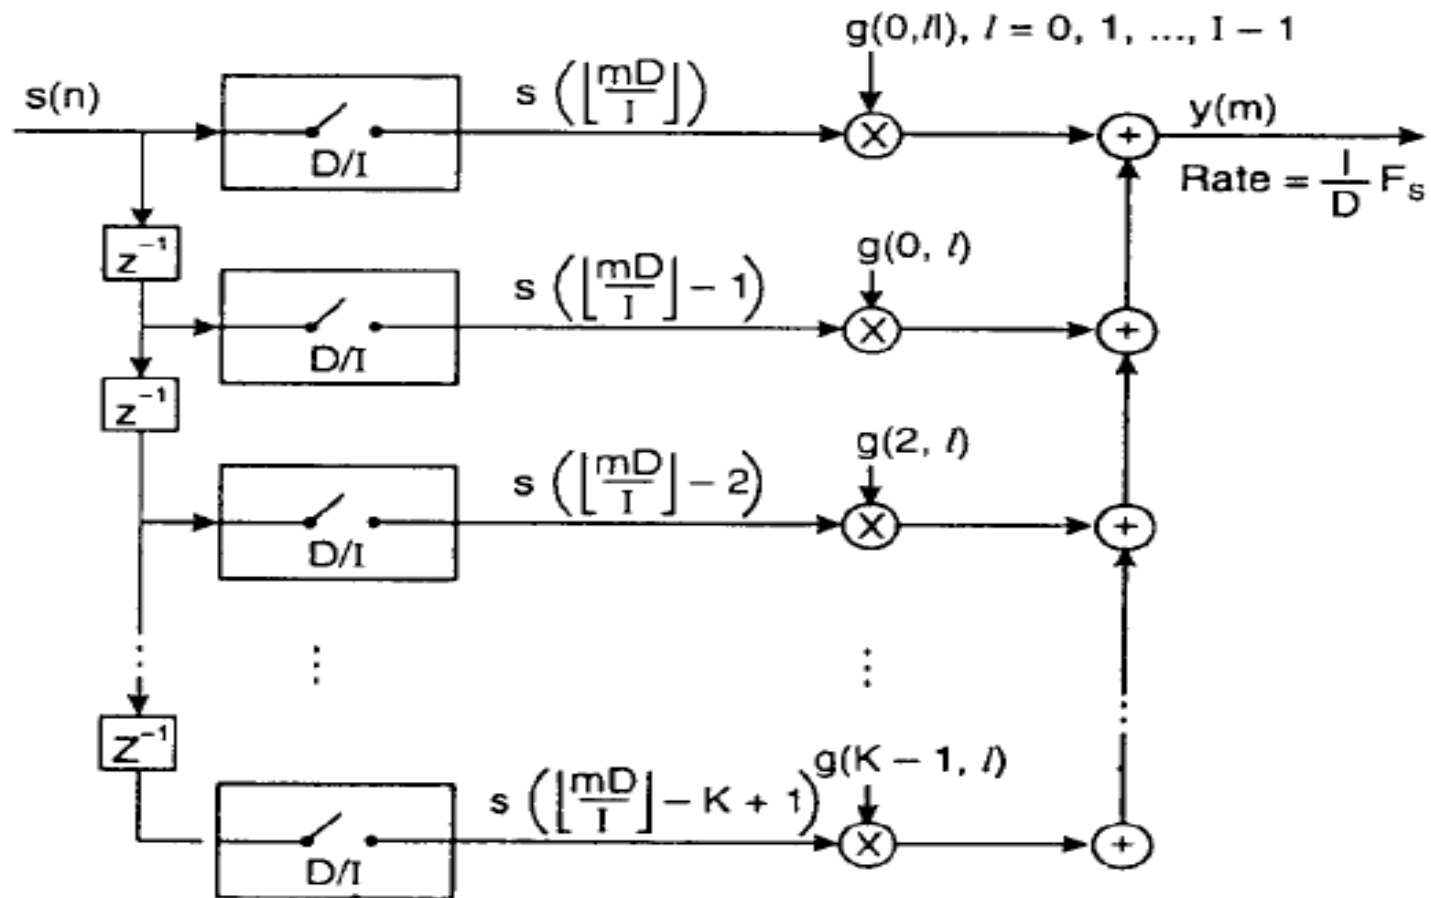 g(0,lI), l = 0, 1, ..., I – 1
s(n)
s (⌊mD/I⌋)
y(m)
D/I
Rate = I/D Fs
z⁻¹
g(0, l)
s (⌊mD/I⌋ – 1)
D/I
z⁻¹
g(2, l)
s (⌊mD/I⌋ – 2)
D/I
z⁻¹
g(K – 1, l)
s (⌊mD/I⌋ – K + 1)
D/I